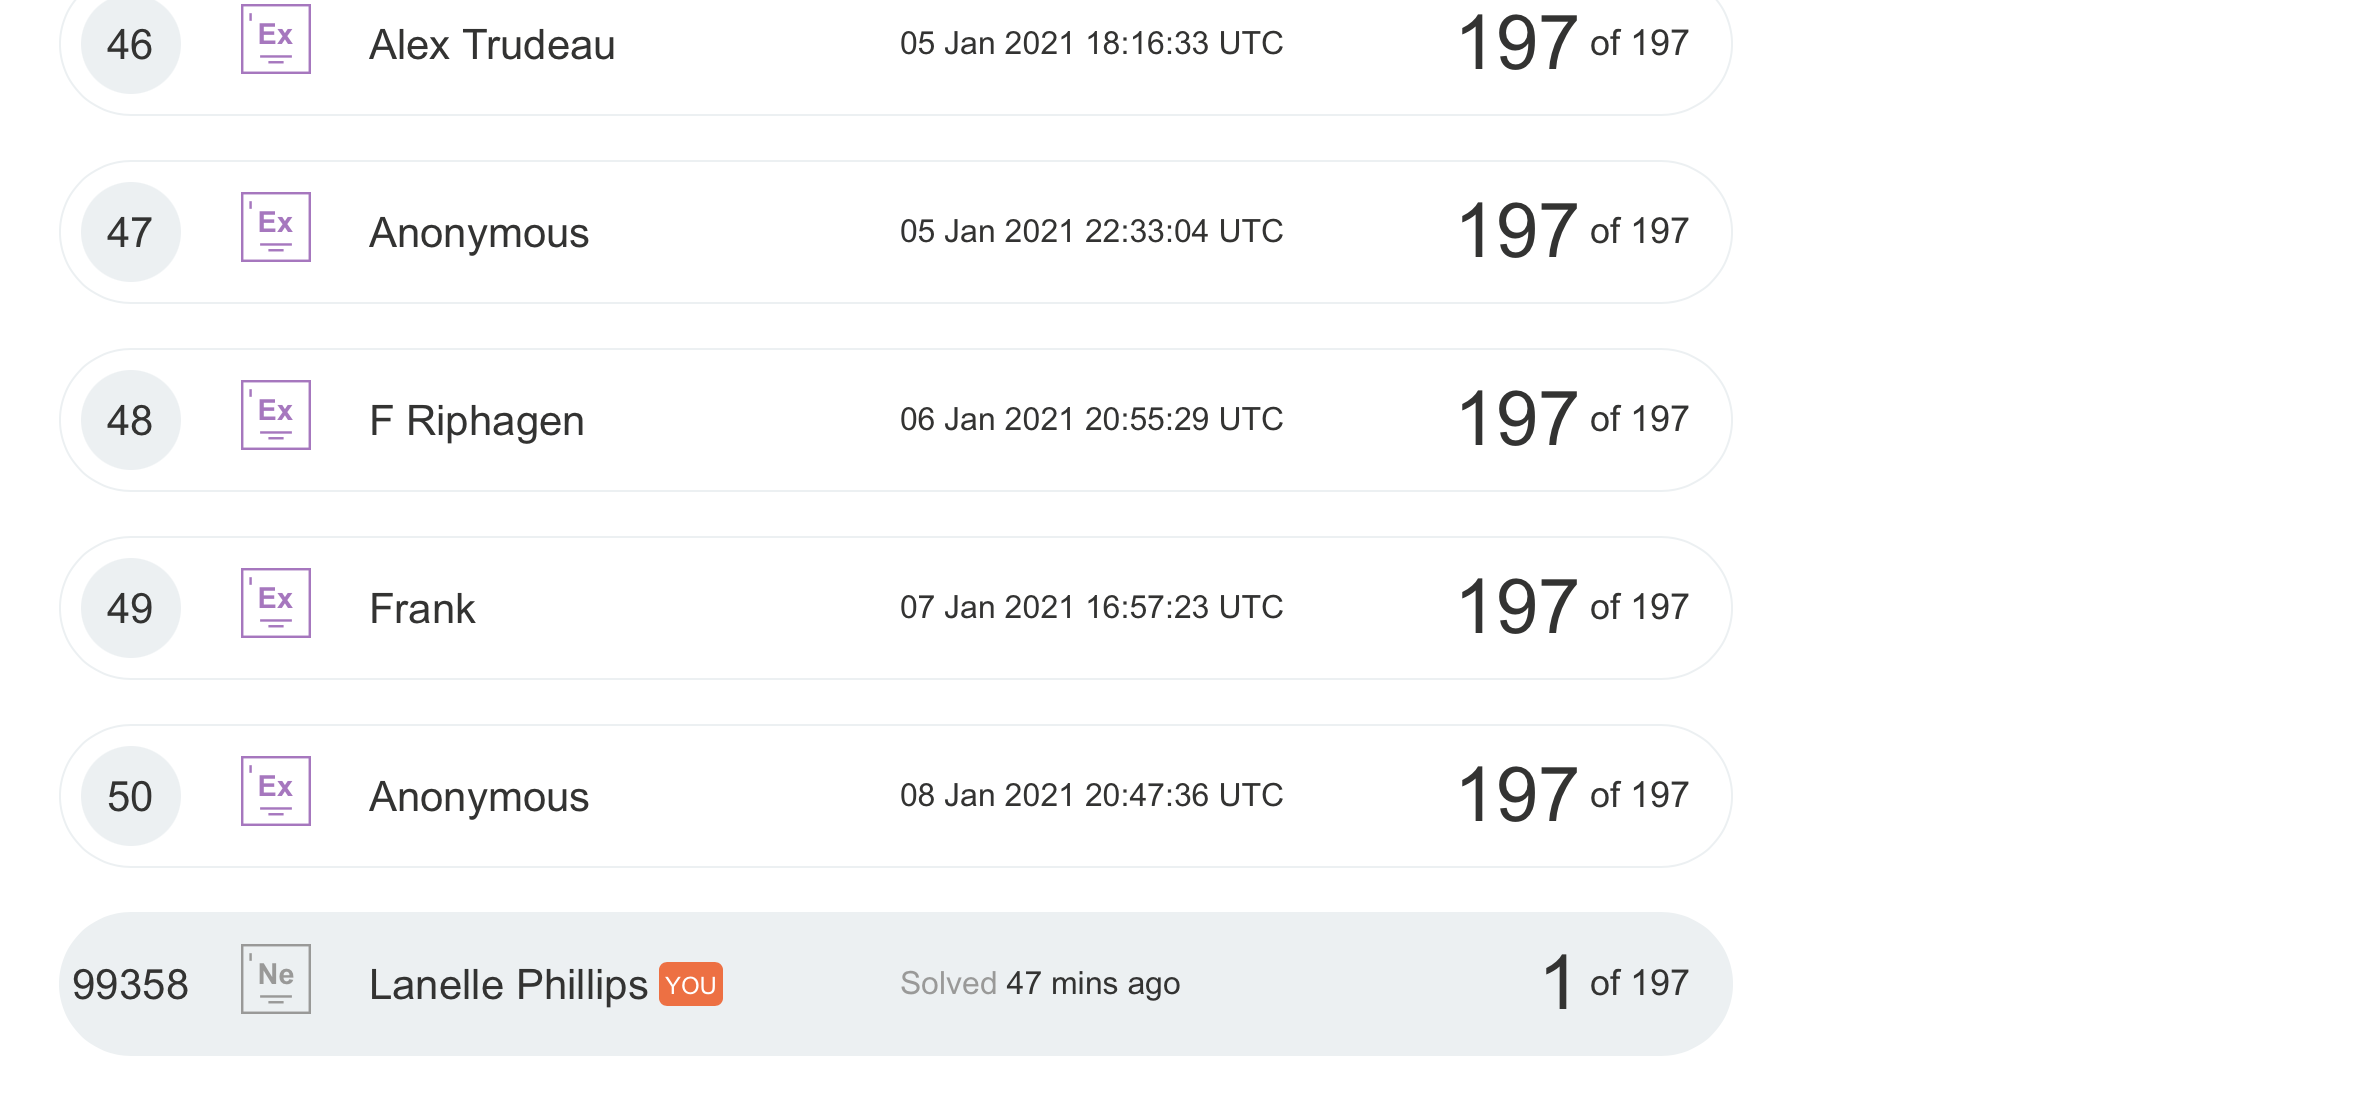 46 Ex Alex Trudeau 05 Jan 2021 18:16:33 UTC 197 of 197
47 Ex Anonymous 05 Jan 2021 22:33:04 UTC 197 of 197
48 Ex F Riphagen 06 Jan 2021 20:55:29 UTC 197 of 197
49 Ex Frank 07 Jan 2021 16:57:23 UTC 197 of 197
50 Ex Anonymous 08 Jan 2021 20:47:36 UTC 197 of 197
99358 Ne Lanelle Phillips YOU Solved 47 mins ago 1 of 197